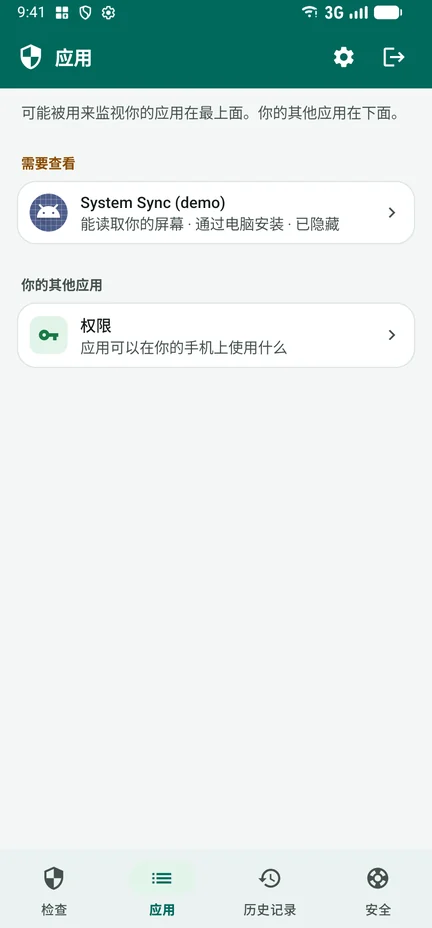 9:41
3G
应用
可能被用来监视你的应用在最上面。你的其他应用在下面。
需要查看
System Sync (demo)
能读取你的屏幕 · 通过电脑安装 · 已隐藏
你的其他应用
权限
应用可以在你的手机上使用什么
检查
应用
历史记录
安全